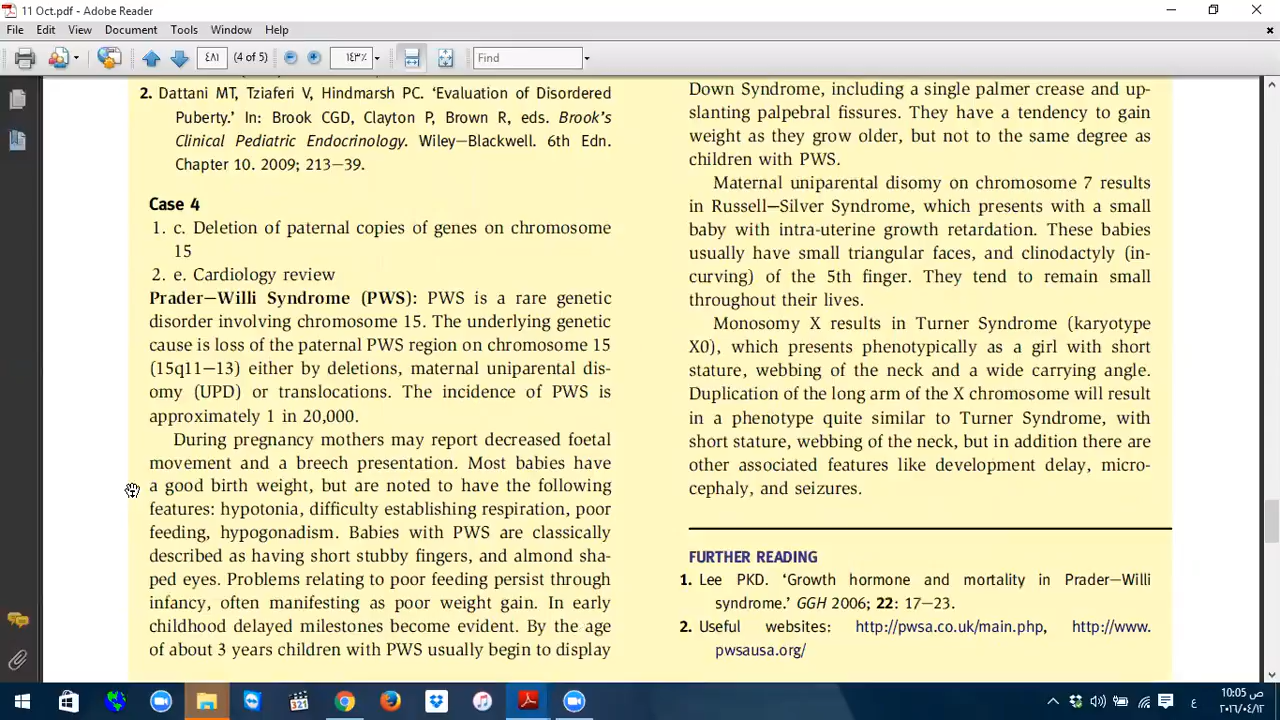 11 Oct.pdf - Adobe Reader
File Edit View Document Tools Window Help
٤٨١ (4 of 5) ١٤٣% Find
2. Dattani MT, Tziaferi V, Hindmarsh PC. ‘Evaluation of Disordered
Puberty.’ In: Brook CGD, Clayton P, Brown R, eds. Brook’s
Clinical Pediatric Endocrinology. Wiley—Blackwell. 6th Edn.
Chapter 10. 2009; 213—39.
Case 4
1. c. Deletion of paternal copies of genes on chromosome
15
2. e. Cardiology review
Prader—Willi Syndrome (PWS): PWS is a rare genetic
disorder involving chromosome 15. The underlying genetic
cause is loss of the paternal PWS region on chromosome 15
(15q11—13) either by deletions, maternal uniparental dis-
omy (UPD) or translocations. The incidence of PWS is
approximately 1 in 20,000.
During pregnancy mothers may report decreased foetal
movement and a breech presentation. Most babies have
a good birth weight, but are noted to have the following
features: hypotonia, difficulty establishing respiration, poor
feeding, hypogonadism. Babies with PWS are classically
described as having short stubby fingers, and almond sha-
ped eyes. Problems relating to poor feeding persist through
infancy, often manifesting as poor weight gain. In early
childhood delayed milestones become evident. By the age
of about 3 years children with PWS usually begin to display
Down Syndrome, including a single palmer crease and up-
slanting palpebral fissures. They have a tendency to gain
weight as they grow older, but not to the same degree as
children with PWS.
Maternal uniparental disomy on chromosome 7 results
in Russell—Silver Syndrome, which presents with a small
baby with intra-uterine growth retardation. These babies
usually have small triangular faces, and clinodactyly (in-
curving) of the 5th finger. They tend to remain small
throughout their lives.
Monosomy X results in Turner Syndrome (karyotype
X0), which presents phenotypically as a girl with short
stature, webbing of the neck and a wide carrying angle.
Duplication of the long arm of the X chromosome will result
in a phenotype quite similar to Turner Syndrome, with
short stature, webbing of the neck, but in addition there are
other associated features like development delay, micro-
cephaly, and seizures.
FURTHER READING
1. Lee PKD. ‘Growth hormone and mortality in Prader—Willi
syndrome.’ GGH 2006; 22: 17—23.
2. Useful websites: http://pwsa.co.uk/main.php, http://www.
pwsausa.org/
321
ع
10:05 ص